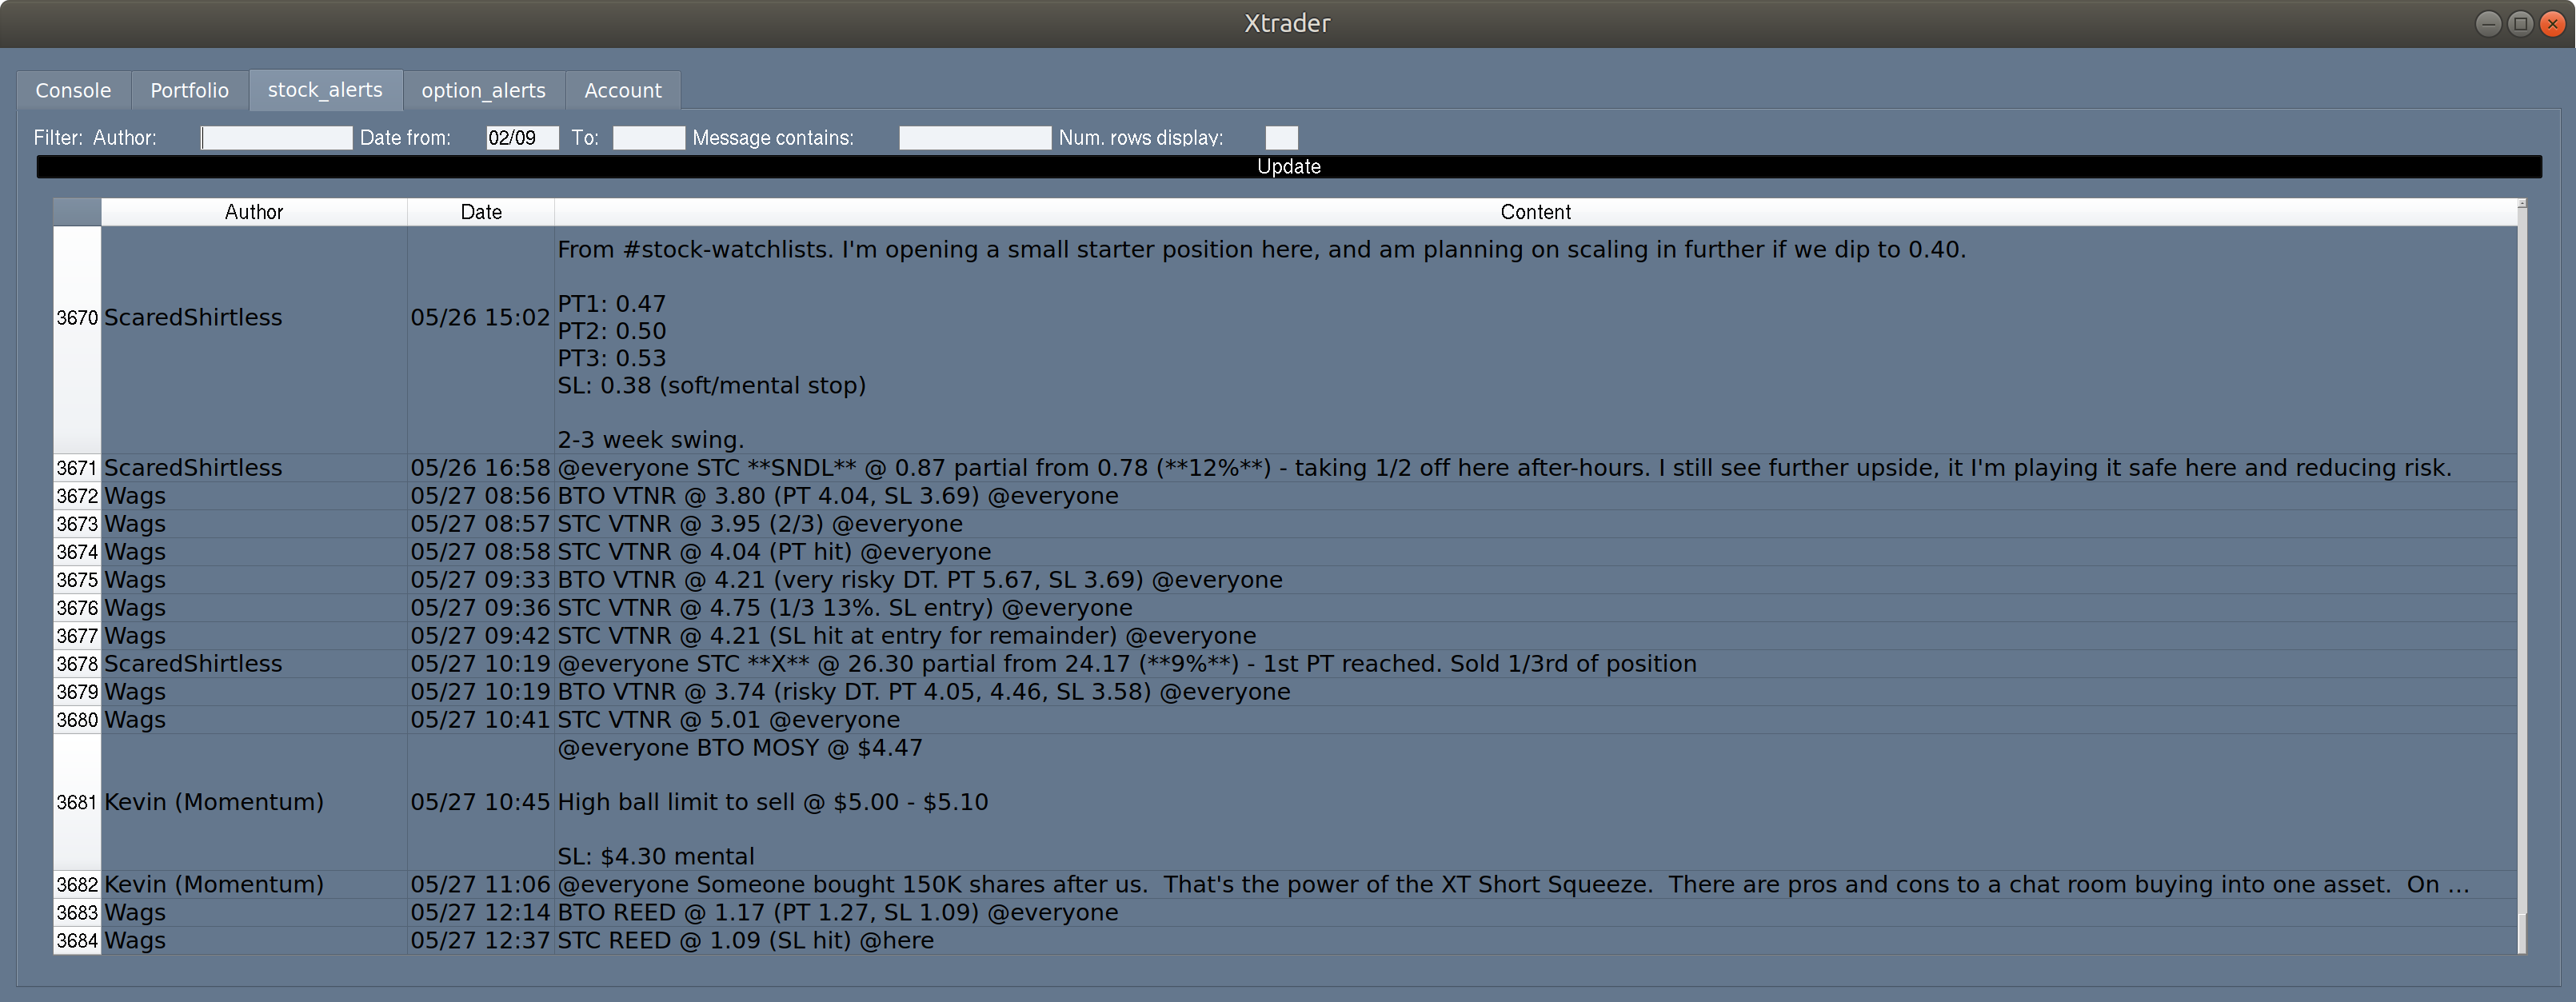 Xtrader
Console Portfolio stock_alerts option_alerts Account
Filter: Author: Date from: 02/09 To: Message contains: Num. rows display:
Update
Author Date Content
3670 ScaredShirtless 05/26 15:02 From #stock-watchlists. I'm opening a small starter position here, and am planning on scaling in further if we dip to 0.40.
PT1: 0.47
PT2: 0.50
PT3: 0.53
SL: 0.38 (soft/mental stop)
2-3 week swing.
3671 ScaredShirtless 05/26 16:58 @everyone STC **SNDL** @ 0.87 partial from 0.78 (**12%**) - taking 1/2 off here after-hours. I still see further upside, it I'm playing it safe here and reducing risk.
3672 Wags 05/27 08:56 BTO VTNR @ 3.80 (PT 4.04, SL 3.69) @everyone
3673 Wags 05/27 08:57 STC VTNR @ 3.95 (2/3) @everyone
3674 Wags 05/27 08:58 STC VTNR @ 4.04 (PT hit) @everyone
3675 Wags 05/27 09:33 BTO VTNR @ 4.21 (very risky DT. PT 5.67, SL 3.69) @everyone
3676 Wags 05/27 09:36 STC VTNR @ 4.75 (1/3 13%. SL entry) @everyone
3677 Wags 05/27 09:42 STC VTNR @ 4.21 (SL hit at entry for remainder) @everyone
3678 ScaredShirtless 05/27 10:19 @everyone STC **X** @ 26.30 partial from 24.17 (**9%**) - 1st PT reached. Sold 1/3rd of position
3679 Wags 05/27 10:19 BTO VTNR @ 3.74 (risky DT. PT 4.05, 4.46, SL 3.58) @everyone
3680 Wags 05/27 10:41 STC VTNR @ 5.01 @everyone
3681 Kevin (Momentum) 05/27 10:45 @everyone BTO MOSY @ $4.47
High ball limit to sell @ $5.00 - $5.10
SL: $4.30 mental
3682 Kevin (Momentum) 05/27 11:06 @everyone Someone bought 150K shares after us. That's the power of the XT Short Squeeze. There are pros and cons to a chat room buying into one asset. On ...
3683 Wags 05/27 12:14 BTO REED @ 1.17 (PT 1.27, SL 1.09) @everyone
3684 Wags 05/27 12:37 STC REED @ 1.09 (SL hit) @here